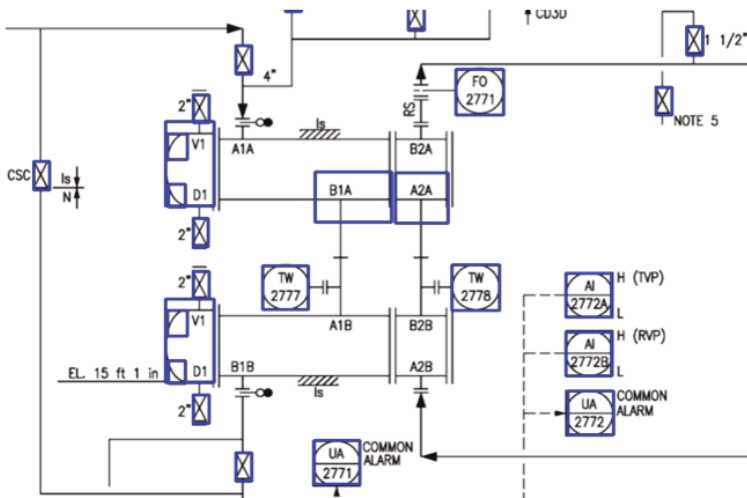 CD3D
1 1/2"
4"
FO
2771
2"
RS
NOTE 5
Is
V1
A1A
B2A
CSC
Is
N
D1
B1A
A2A
2"
2"
TW
2777
TW
2778
AI
2772A
H (TVP)
L
V1
A1B
B2B
AI
2772B
H (RVP)
L
EL. 15 ft 1 in
D1
B1B
A2B
Is
2"
UA
2772
COMMON
ALARM
UA
2771
COMMON
ALARM